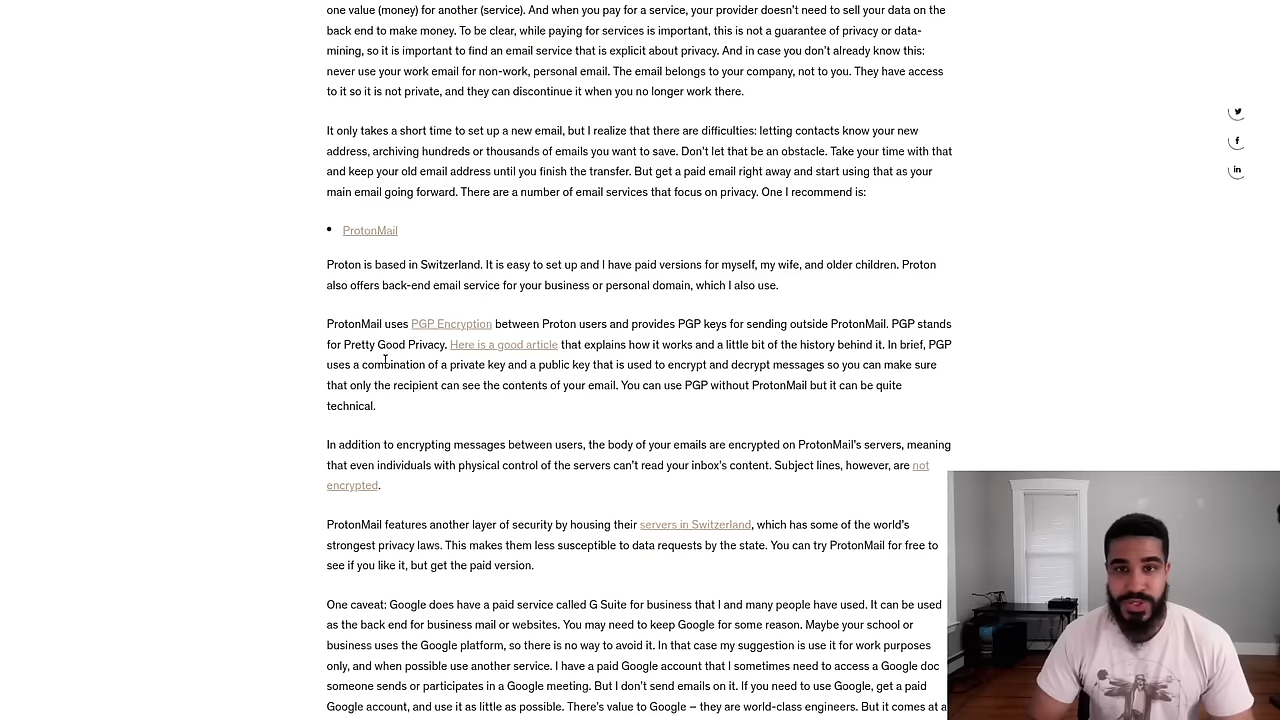 one value (money) for another (service). And when you pay for a service, your provider doesn’t need to sell your data on the
back end to make money. To be clear, while paying for services is important, this is not a guarantee of privacy or data-
mining, so it is important to find an email service that is explicit about privacy. And in case you don’t already know this:
never use your work email for non-work, personal email. The email belongs to your company, not to you. They have access
to it so it is not private, and they can discontinue it when you no longer work there.
It only takes a short time to set up a new email, but I realize that there are difficulties: letting contacts know your new
address, archiving hundreds or thousands of emails you want to save. Don’t let that be an obstacle. Take your time with that
and keep your old email address until you finish the transfer. But get a paid email right away and start using that as your
main email going forward. There are a number of email services that focus on privacy. One I recommend is:
• ProtonMail
Proton is based in Switzerland. It is easy to set up and I have paid versions for myself, my wife, and older children. Proton
also offers back-end email service for your business or personal domain, which I also use.
ProtonMail uses PGP Encryption between Proton users and provides PGP keys for sending outside ProtonMail. PGP stands
for Pretty Good Privacy. Here is a good article that explains how it works and a little bit of the history behind it. In brief, PGP
uses a combination of a private key and a public key that is used to encrypt and decrypt messages so you can make sure
that only the recipient can see the contents of your email. You can use PGP without ProtonMail but it can be quite
technical.
In addition to encrypting messages between users, the body of your emails are encrypted on ProtonMail’s servers, meaning
that even individuals with physical control of the servers can’t read your inbox’s content. Subject lines, however, are not
encrypted.
ProtonMail features another layer of security by housing their servers in Switzerland, which has some of the world’s
strongest privacy laws. This makes them less susceptible to data requests by the state. You can try ProtonMail for free to
see if you like it, but get the paid version.
One caveat: Google does have a paid service called G Suite for business that I and many people have used. It can be used
as the back end for business mail or websites. You may need to keep Google for some reason. Maybe your school or
business uses the Google platform, so there is no way to avoid it. In that case my suggestion is use it for work purposes
only, and when possible use another service. I have a paid Google account that I sometimes need to access a Google doc
someone sends or participates in a Google meeting. But I don’t send emails on it. If you need to use Google, get a paid
Google account, and use it as little as possible. There’s value to Google – they are world-class engineers. But it comes at a